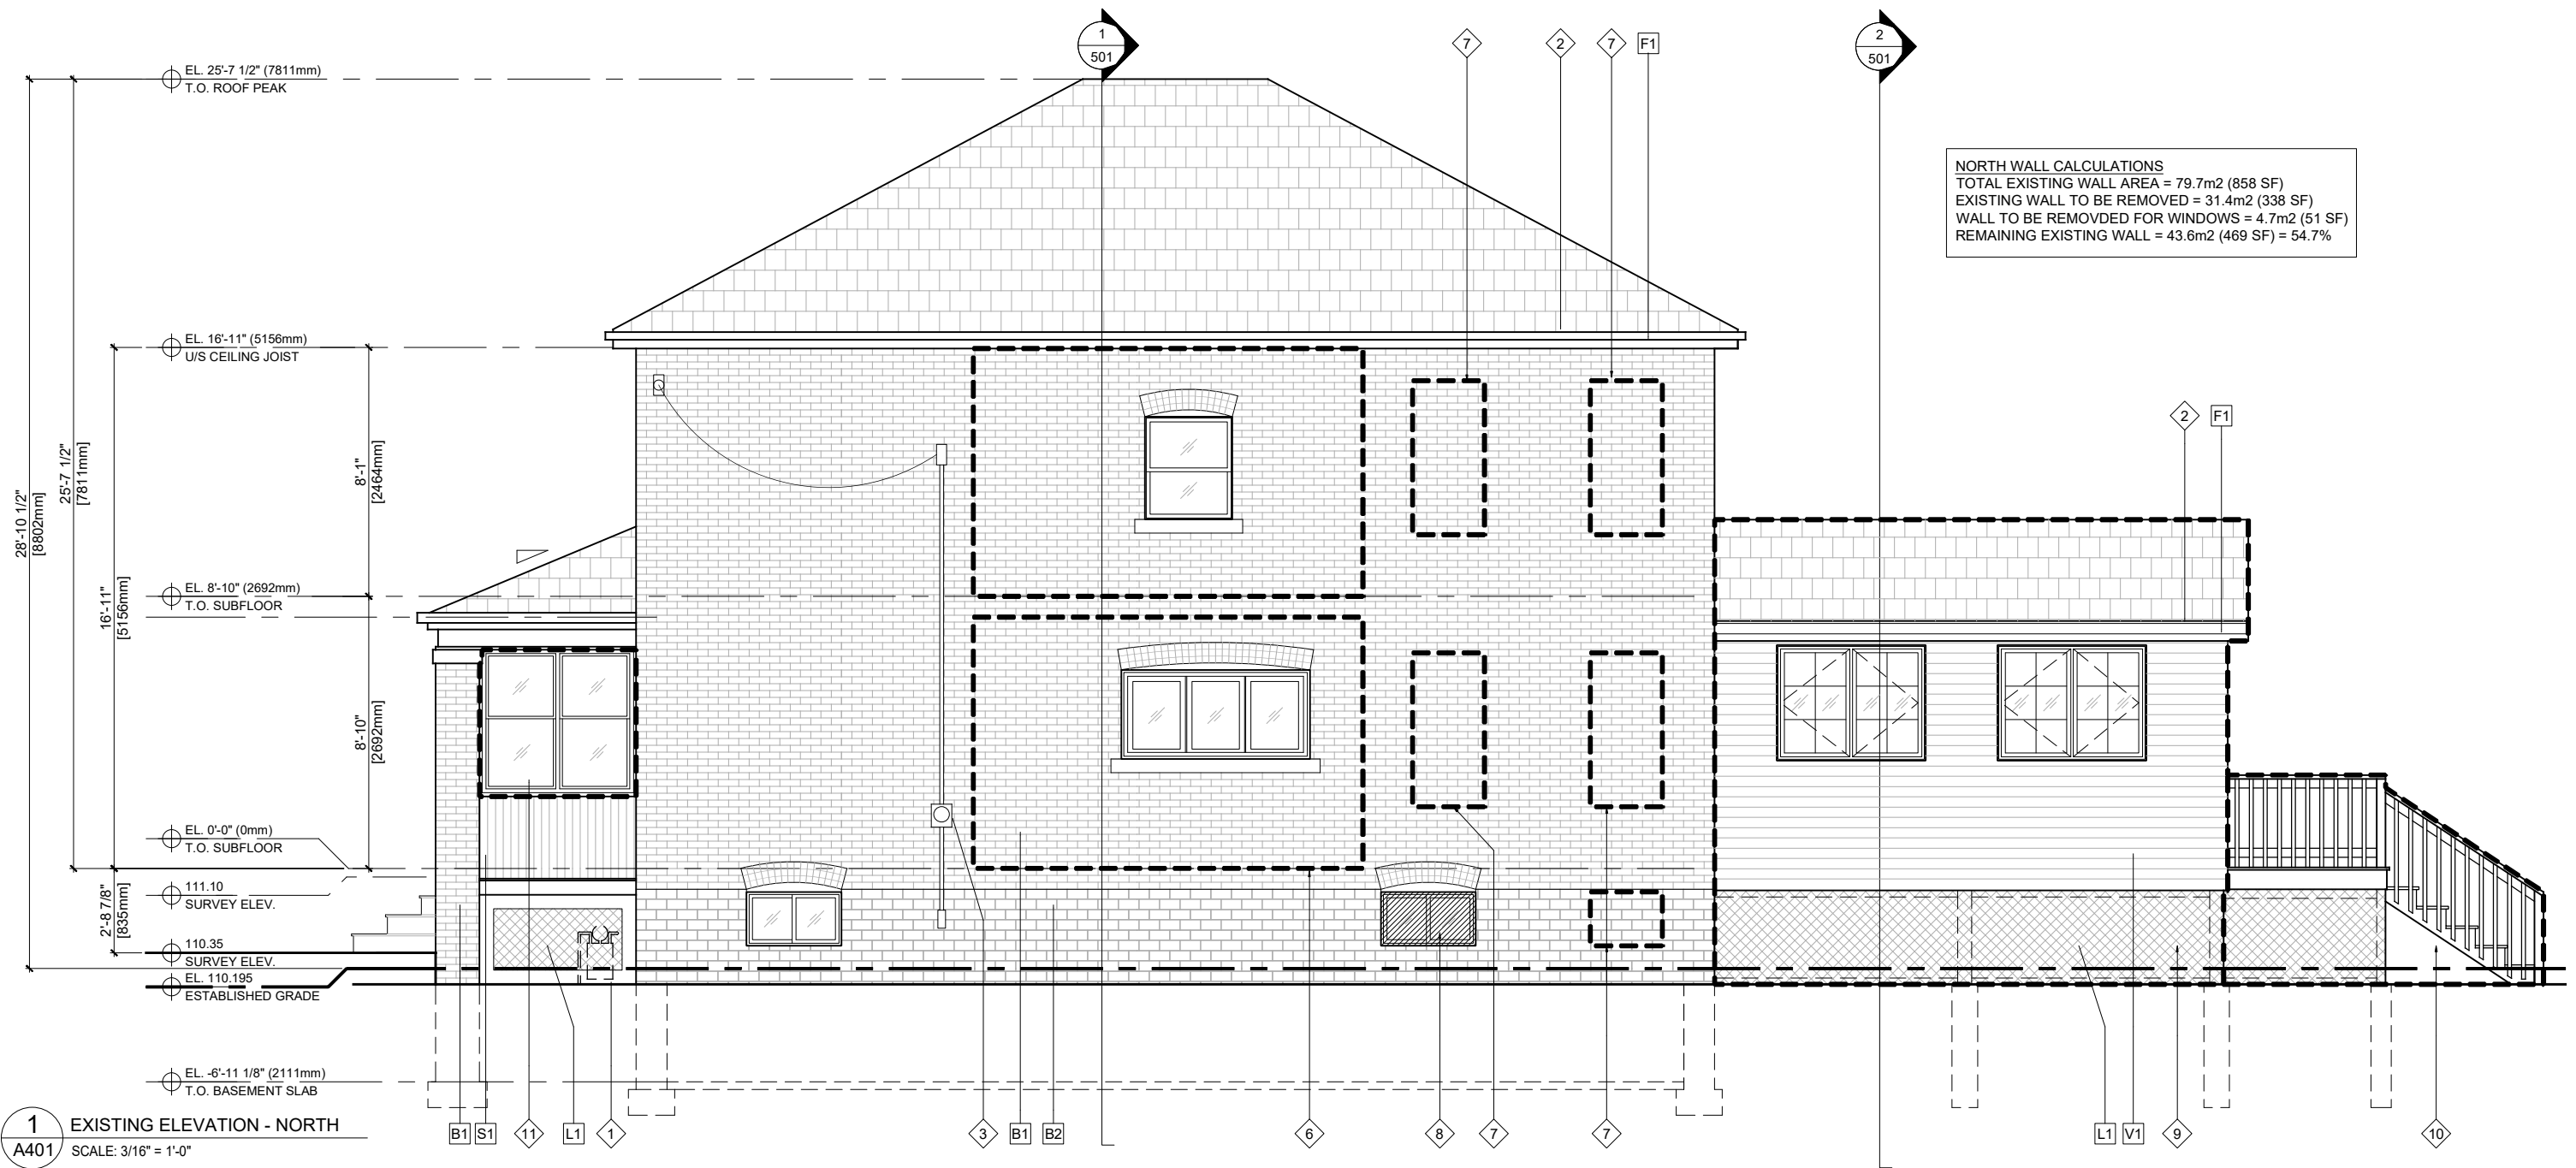 1
501
7
2
7
F1
2
501
EL. 25'-7 1/2" (7811mm)
T.O. ROOF PEAK
NORTH WALL CALCULATIONS
TOTAL EXISTING WALL AREA = 79.7m2 (858 SF)
EXISTING WALL TO BE REMOVED = 31.4m2 (338 SF)
WALL TO BE REMOVDED FOR WINDOWS = 4.7m2 (51 SF)
REMAINING EXISTING WALL = 43.6m2 (469 SF) = 54.7%
EL. 16'-11" (5156mm)
U/S CEILING JOIST
2
F1
28'-10 1/2"
[8802mm]
25'-7 1/2"
[7811mm]
16'-11"
[5156mm]
8'-1"
[2464mm]
EL. 8'-10" (2692mm)
T.O. SUBFLOOR
8'-10"
[2692mm]
EL. 0'-0" (0mm)
T.O. SUBFLOOR
2'-8 7/8"
[835mm]
111.10
SURVEY ELEV.
110.35
SURVEY ELEV.
EL. 110.195
ESTABLISHED GRADE
EL. -6'-11 1/8" (2111mm)
T.O. BASEMENT SLAB
B1
S1
11
L1
1
3
B1
B2
6
8
7
7
L1
V1
9
10
1
A401
EXISTING ELEVATION - NORTH
SCALE: 3/16" = 1'-0"